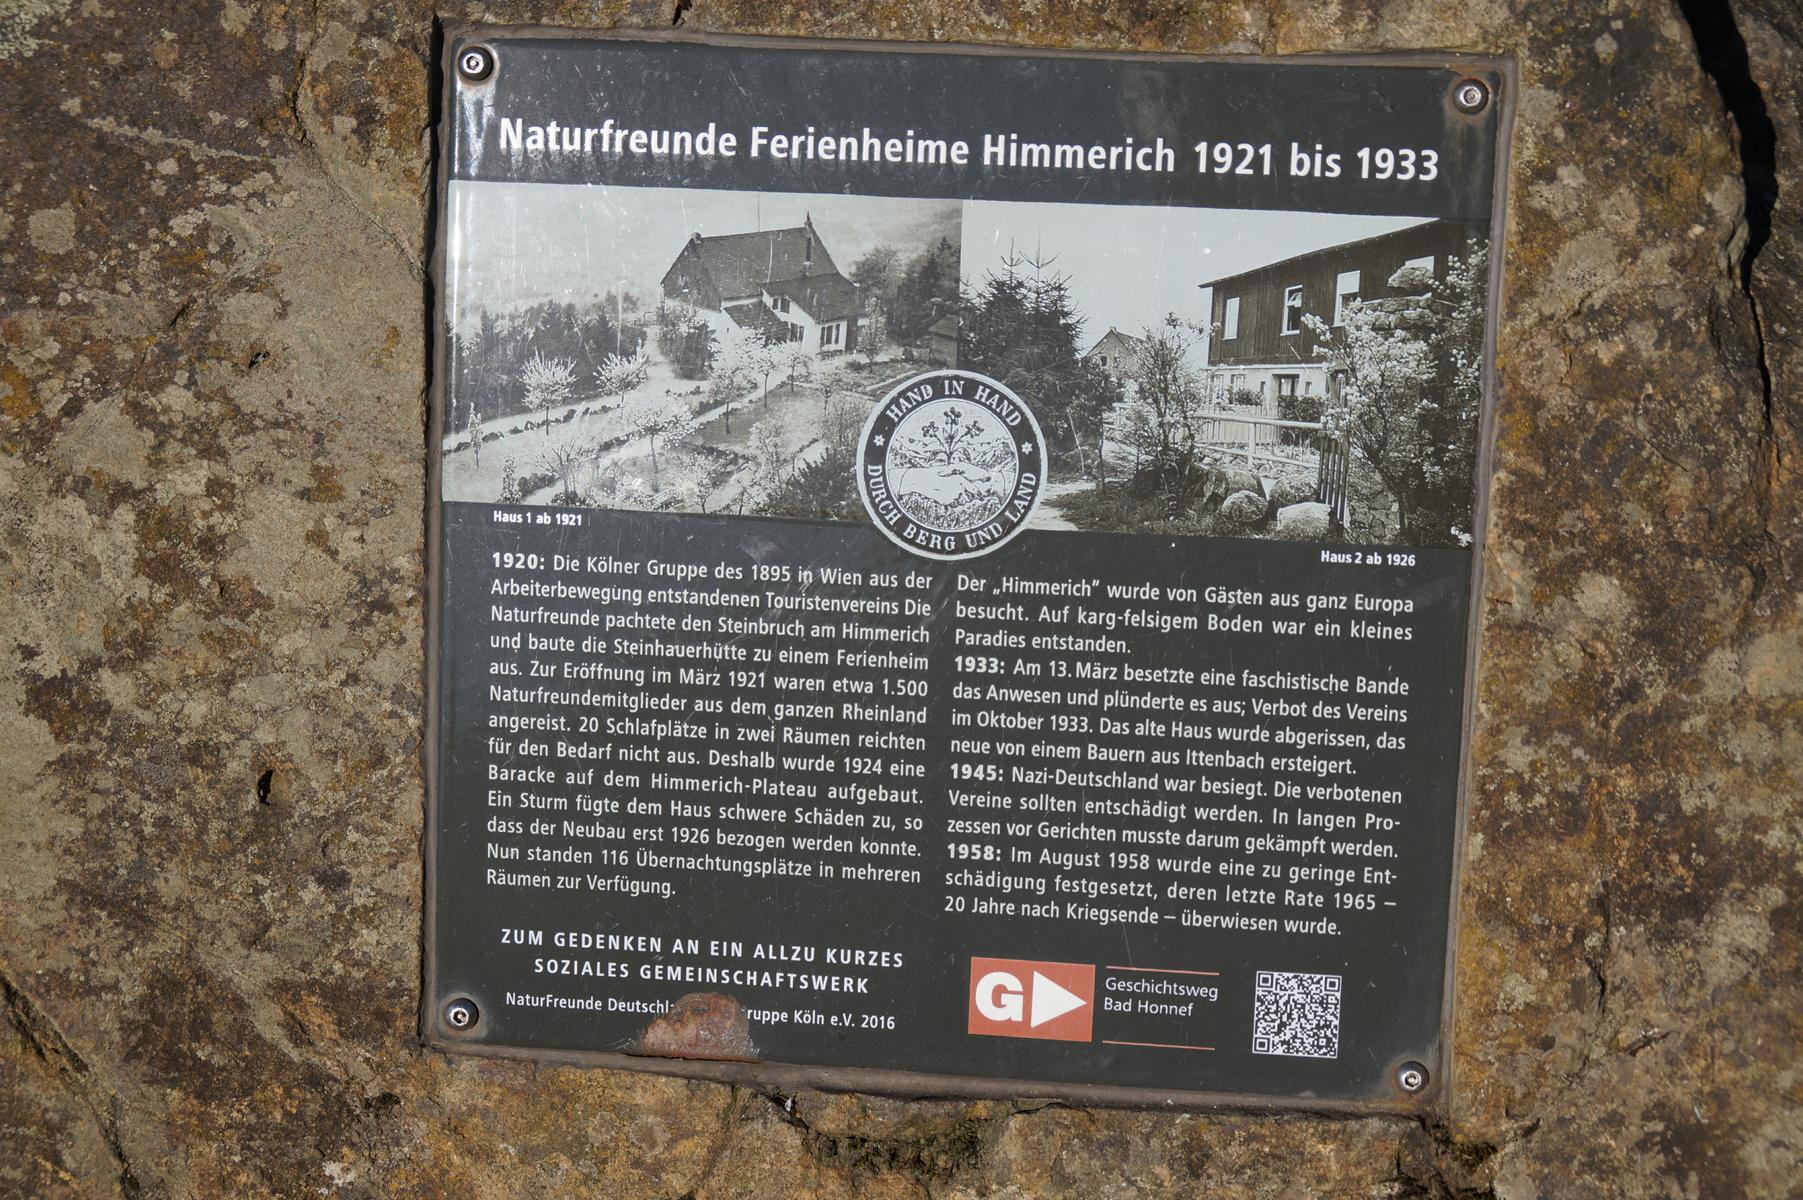 Naturfreunde Ferienheime Himmerich 1921 bis 1933
HAND IN HAND
DURCH BERG UND LAND
Haus 1 ab 1921
Haus 2 ab 1926
1920: Die Kölner Gruppe des 1895 in Wien aus der
Arbeiterbewegung entstandenen Touristenvereins Die
Naturfreunde pachtete den Steinbruch am Himmerich
und baute die Steinhauerhütte zu einem Ferienheim
aus. Zur Eröffnung im März 1921 waren etwa 1.500
Naturfreundemitglieder aus dem ganzen Rheinland
angereist. 20 Schlafplätze in zwei Räumen reichten
für den Bedarf nicht aus. Deshalb wurde 1924 eine
Baracke auf dem Himmerich-Plateau aufgebaut.
Ein Sturm fügte dem Haus schwere Schäden zu, so
dass der Neubau erst 1926 bezogen werden konnte.
Nun standen 116 Übernachtungsplätze in mehreren
Räumen zur Verfügung.
Der „Himmerich“ wurde von Gästen aus ganz Europa
besucht. Auf karg-felsigem Boden war ein kleines
Paradies entstanden.
1933: Am 13. März besetzte eine faschistische Bande
das Anwesen und plünderte es aus; Verbot des Vereins
im Oktober 1933. Das alte Haus wurde abgerissen, das
neue von einem Bauern aus Ittenbach ersteigert.
1945: Nazi-Deutschland war besiegt. Die verbotenen
Vereine sollten entschädigt werden. In langen Pro-
zessen vor Gerichten musste darum gekämpft werden.
1958: Im August 1958 wurde eine zu geringe Ent-
schädigung festgesetzt, deren letzte Rate 1965 –
20 Jahre nach Kriegsende – überwiesen wurde.
ZUM GEDENKEN AN EIN ALLZU KURZES
SOZIALES GEMEINSCHAFTSWERK
NaturFreunde Köln e.V. 2016
G
Geschichtsweg
Bad Honnef